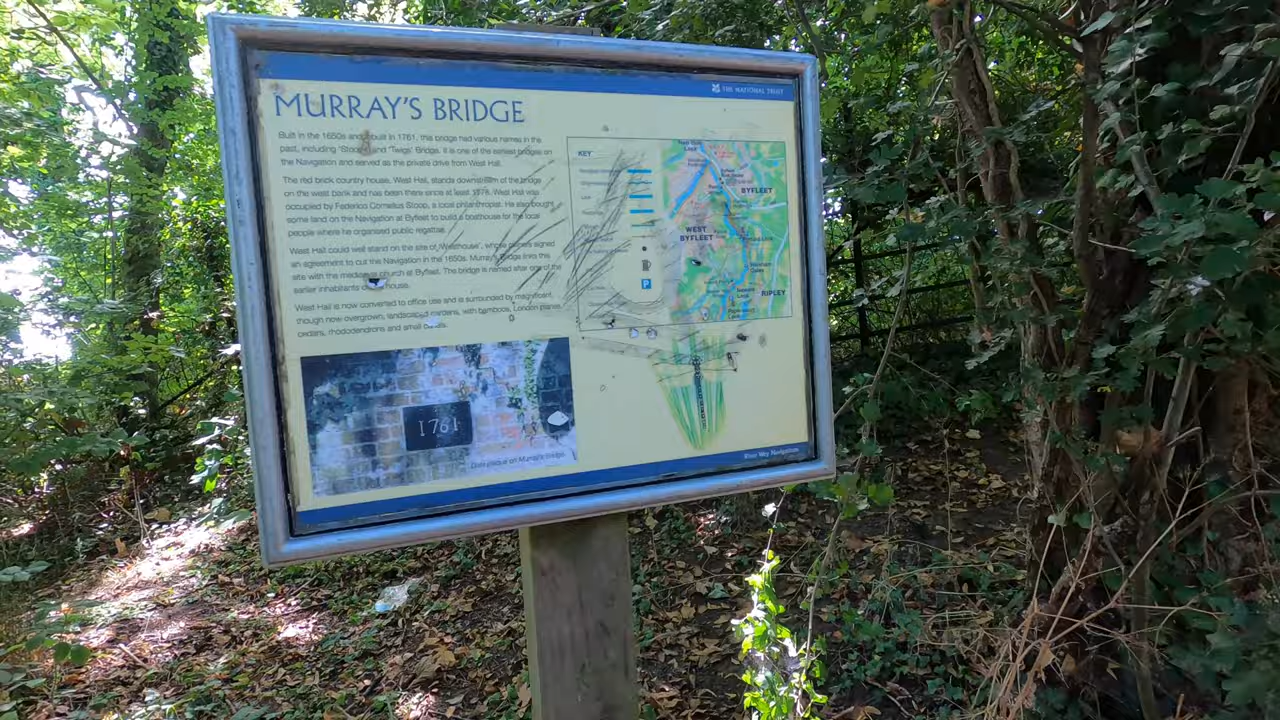 THE NATIONAL TRUST
MURRAY'S BRIDGE
Built in the 1650s and rebuilt in 1761, this bridge had various names in the
past, including and Twigs' Bridge. It is one of the earliest bridges on
the Navigation and served as the private drive from West Hall.
The red brick country house, West Hall, stands downstream of the bridge
on the west bank and has been there since at least West Hall was
occupied by Federico Cornelius Stoop, a local philanthropist. He also bought
some land on the Navigation at Byfleet to build a boathouse for the local
people where he organised public regattas.
West Hall could well stand on the site of whose owners signed
an agreement to cut the Navigation in the 1650s. Murray's Bridge links this
site with the mediaeval church at Byfleet. The bridge is named after one of the
earlier inhabitants house.
West Hall is now converted to office use and is surrounded by magnificent,
though now overgrown, landscaped gardens, with bamboos, London planes,
cedars, rhododendrons and small
KEY
P
BYFLEET
WEST
BYFLEET
RIPLEY
1761
Date plaque on Murray's Bridge
River Wey Navigations